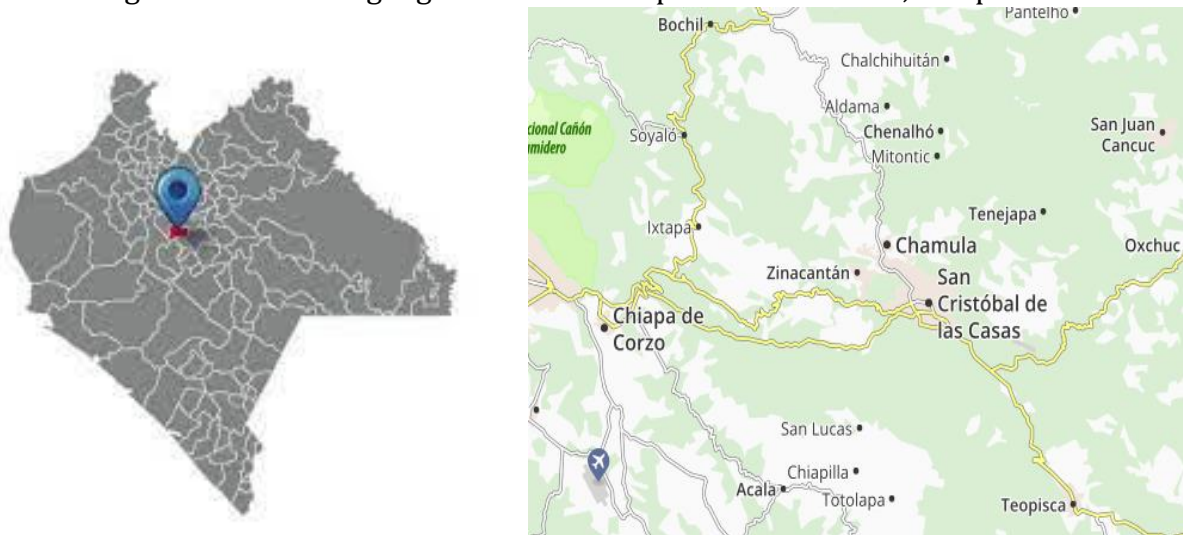 Pantelho
Bochil
Chalchihuitán
Aldama
cional Cañón
umidero
Soyaló
Chenalhó
San Juan
Cancuc
Mitontic
Ixtapa
Tenejapa
Chamula
Oxchuc
Zinacantán
San
Cristóbal de
las Casas
Chiapa de
Corzo
San Lucas
Chiapilla
Acala
Totolapa
Teopisca